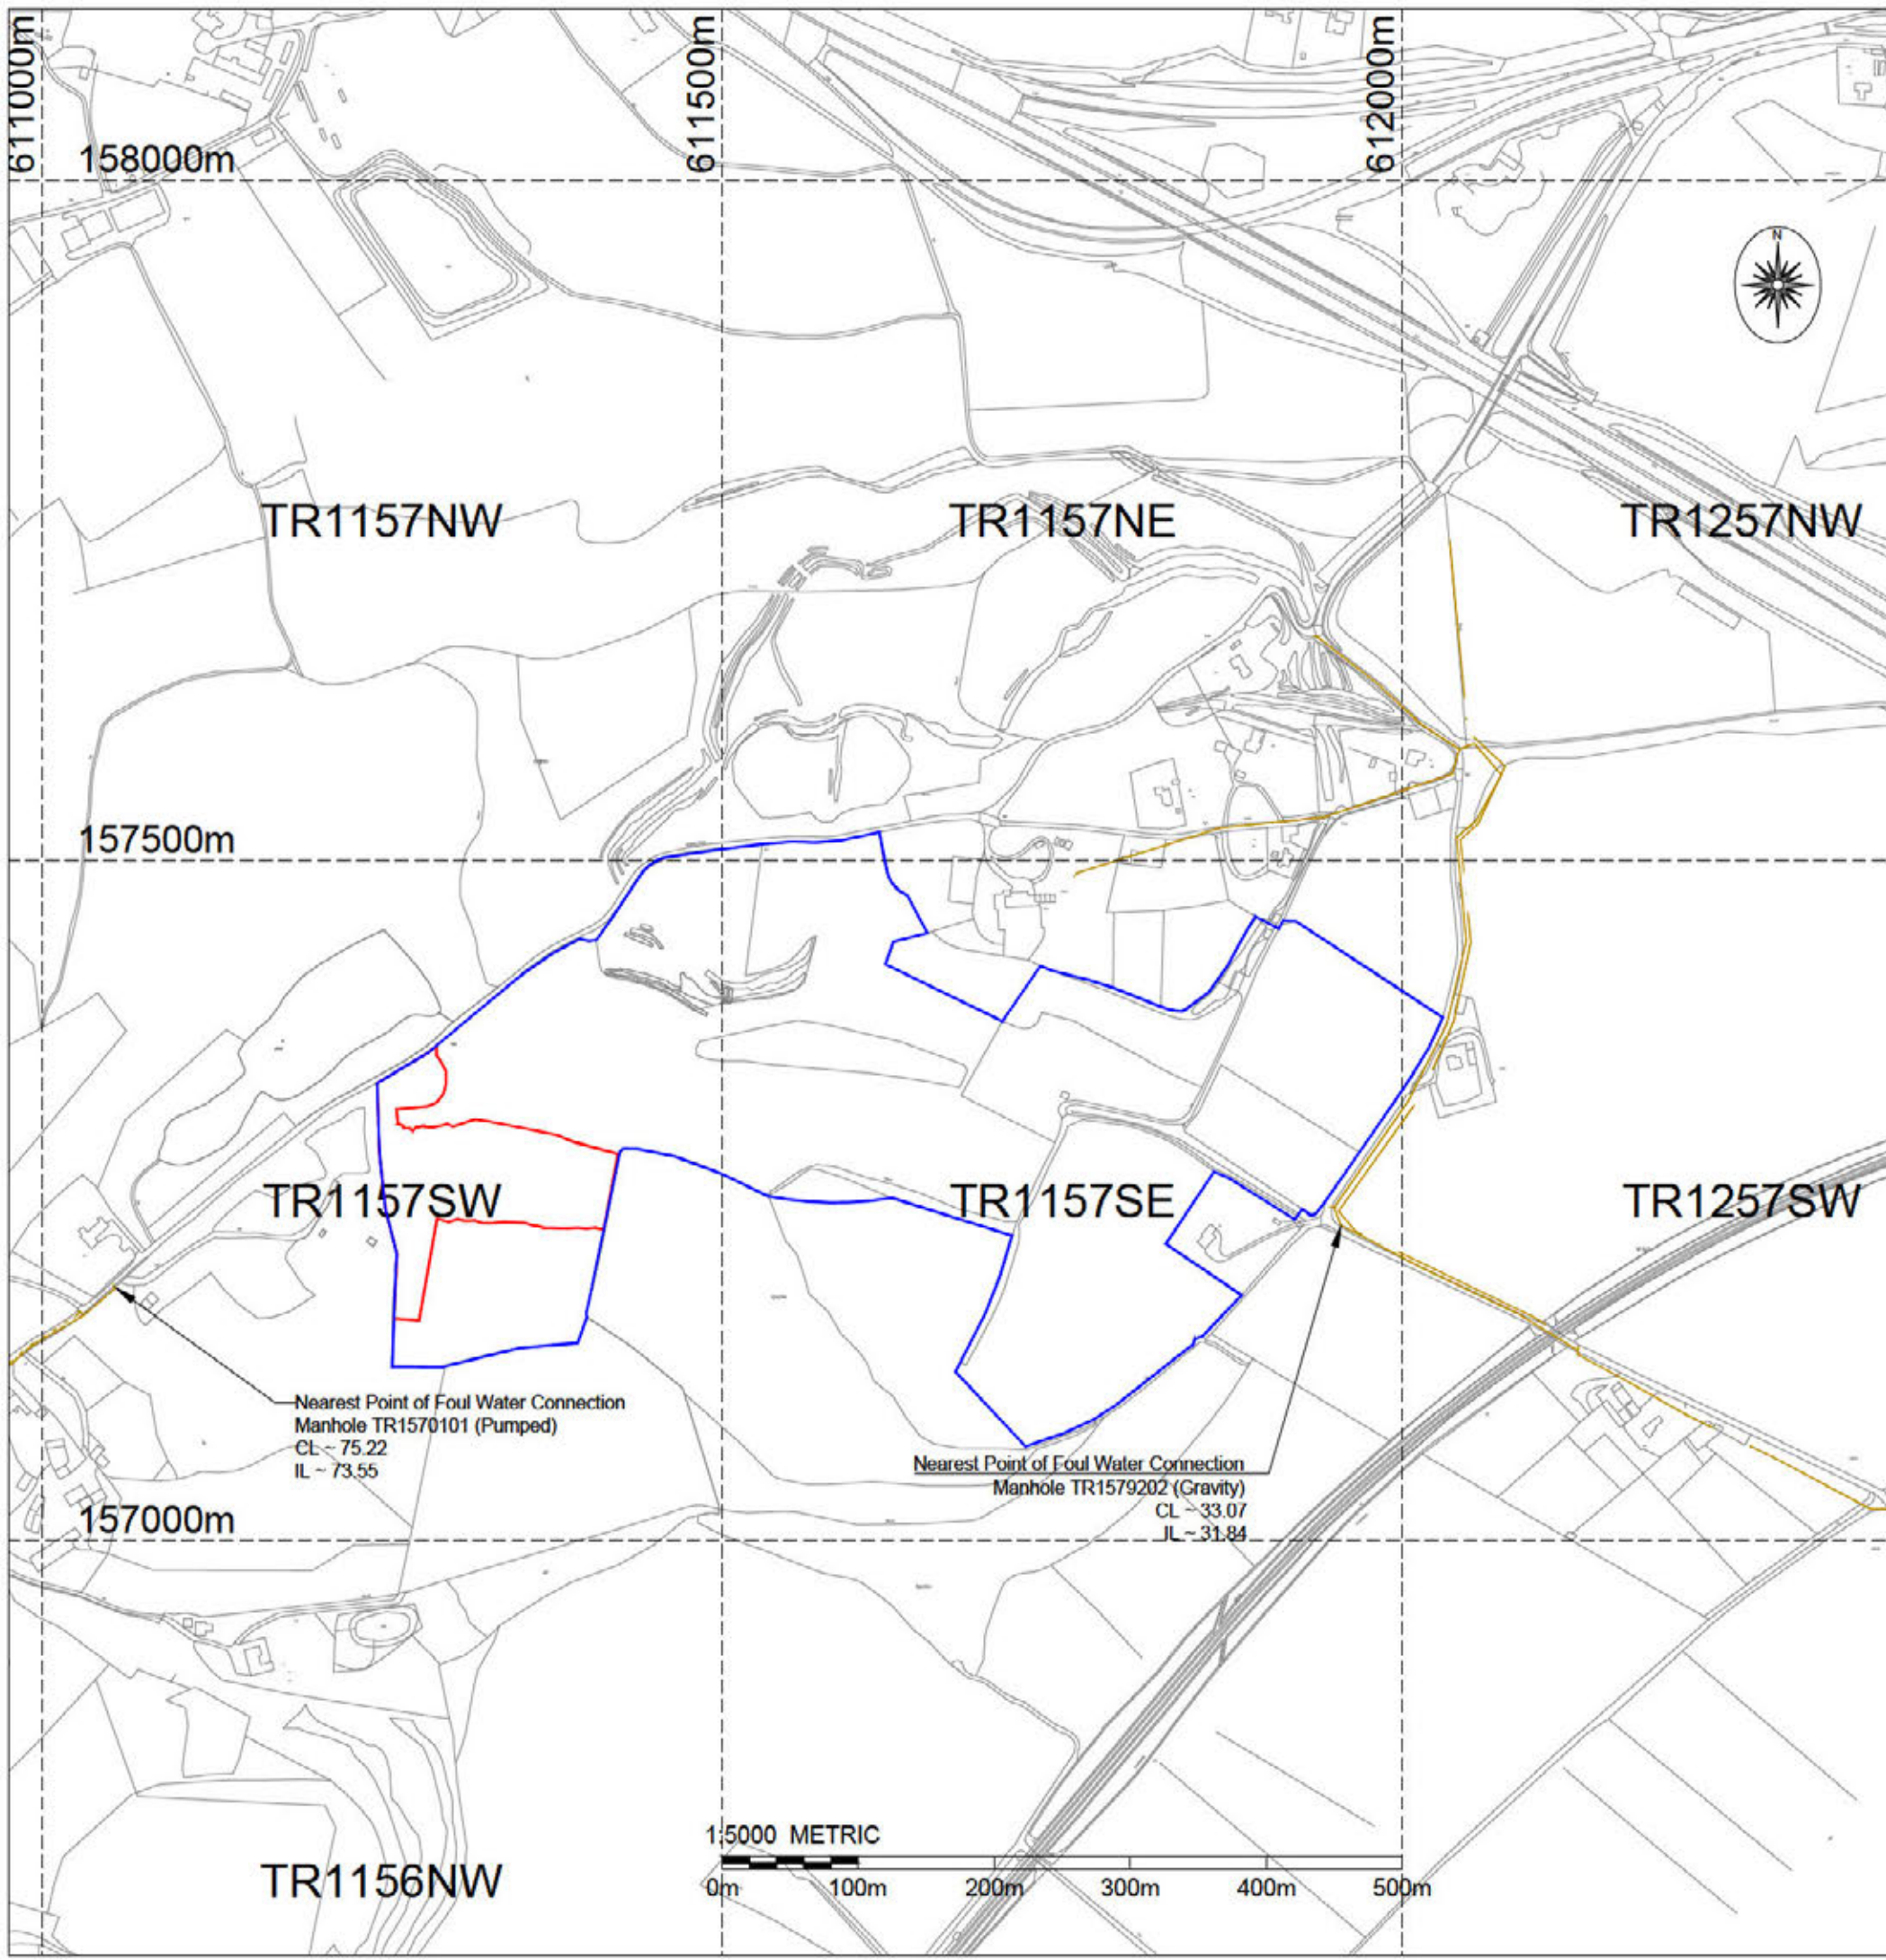 611000m
611500m
612000m
158000m
N
TR1157NW
TR1157NE
TR1257NW
157500m
TR1157SW
TR1157SE
TR1257SW
Nearest Point of Foul Water Connection
Manhole TR1570101 (Pumped)
CL ~ 75.22
IL ~ 73.55
Nearest Point of Foul Water Connection
Manhole TR1579202 (Gravity)
CL ~ 33.07
IL ~ 31.84
157000m
1:5000 METRIC
TR1156NW
0m 100m 200m 300m 400m 500m